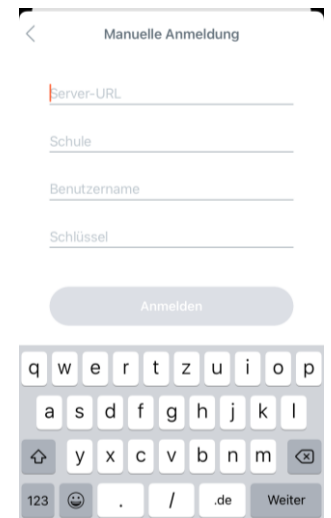 Manuelle Anmeldung
Server-URL
Schule
Benutzername
Schlüssel
Anmelden
q w e r t z u i o p
a s d f g h j k l
y x c v b n m
123 . / .de Weiter